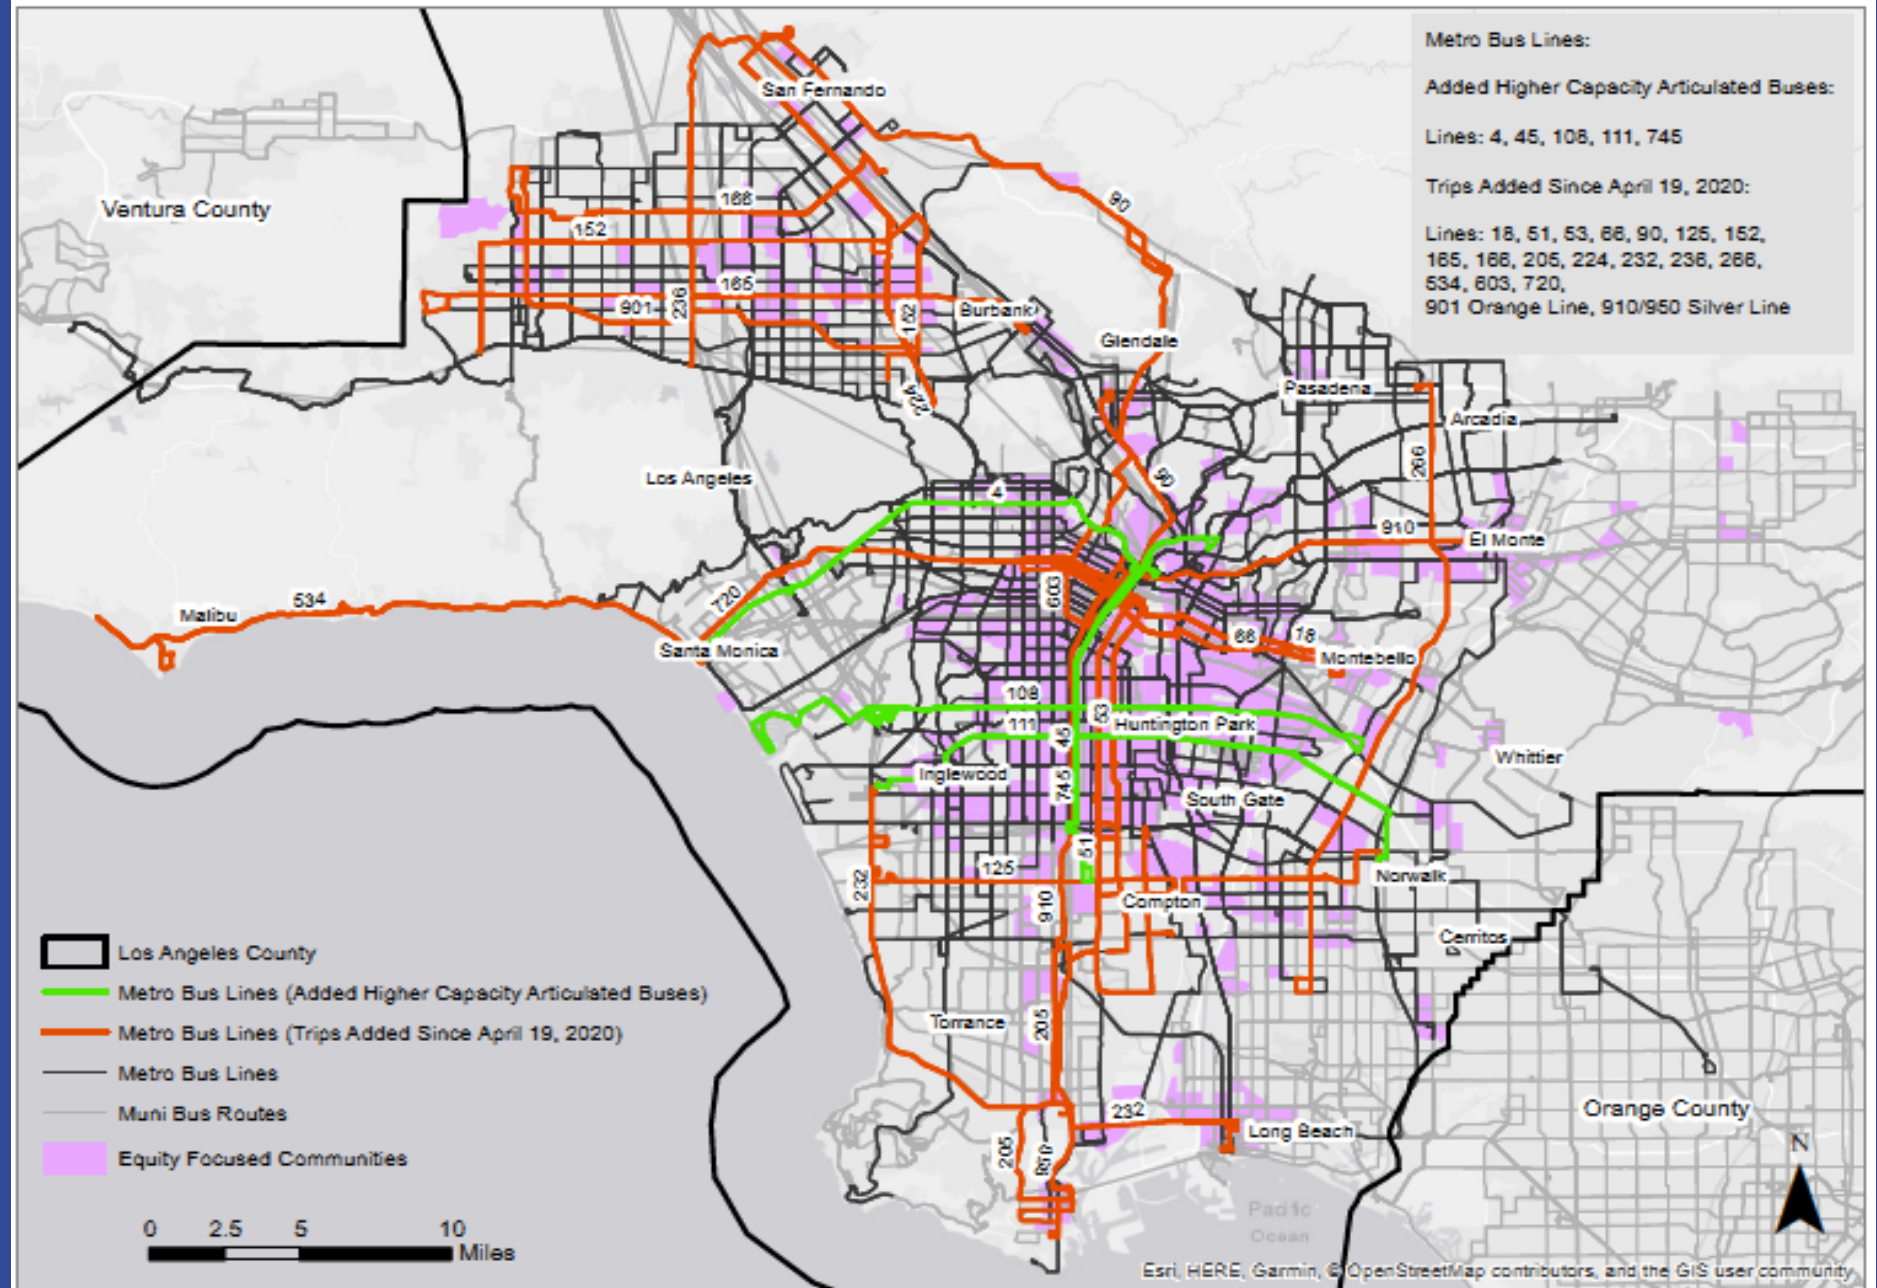 Metro Bus Lines:
Added Higher Capacity Articulated Buses:
Lines: 4, 45, 108, 111, 745
Trips Added Since April 19, 2020:
Lines: 18, 51, 53, 66, 90, 125, 152,
165, 166, 205, 224, 232, 236, 266,
534, 603, 720,
901 Orange Line, 910/950 Silver Line
San Fernando
Ventura County
166
90
152
165
236
901
162
Burbank
Glendale
224
Pasadena
Arcadia
Los Angeles
266
90
4
910
El Monte
603
534
720
Malibu
66
18
Santa Monica
Montebello
108
53
111
Huntington Park
45
Whittier
Inglewood
745
South Gate
51
125
232
Norwalk
910
Compton
Cerritos
Los Angeles County
Metro Bus Lines (Added Higher Capacity Articulated Buses)
Torrance
205
Metro Bus Lines (Trips Added Since April 19, 2020)
Metro Bus Lines
Muni Bus Routes
232
Orange County
Long Beach
205
Equity Focused Communities
N
Pacific
Ocean
0 2.5 5 10
Miles
Esri, HERE, Garmin, © OpenStreetMap contributors, and the GIS user community